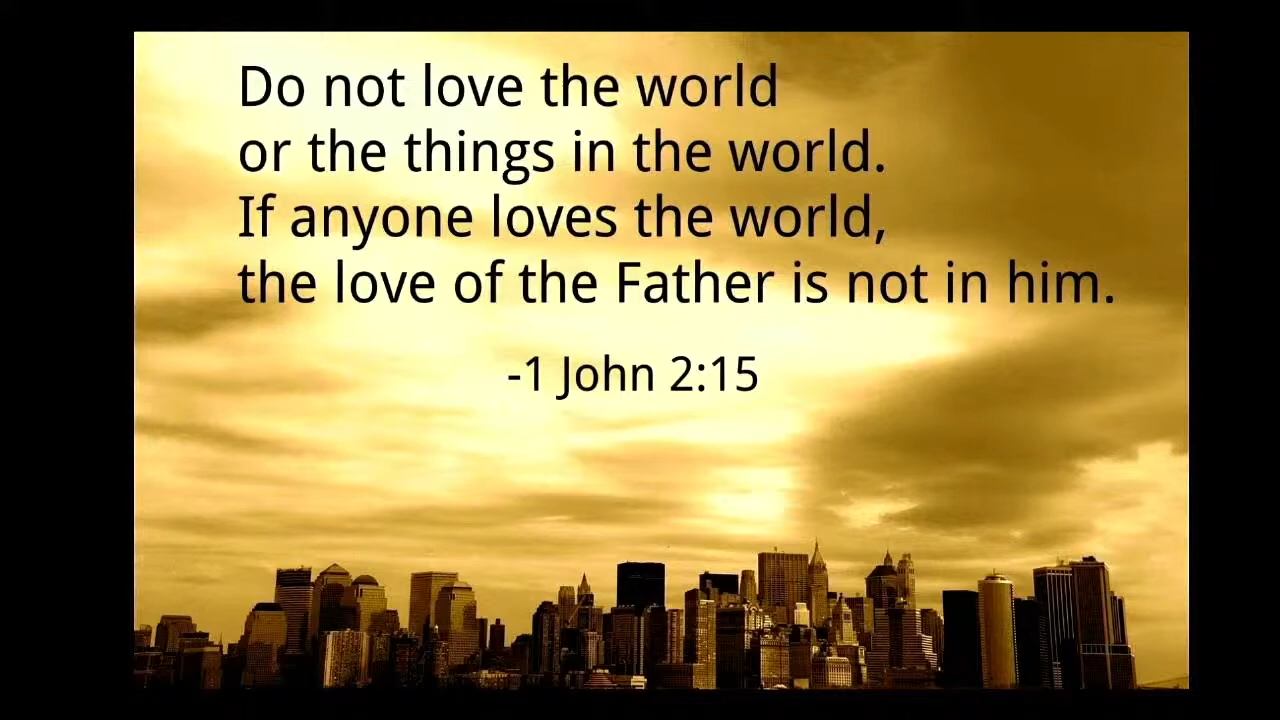 Do not love the world
or the things in the world.
If anyone loves the world,
the love of the Father is not in him.
-1 John 2:15